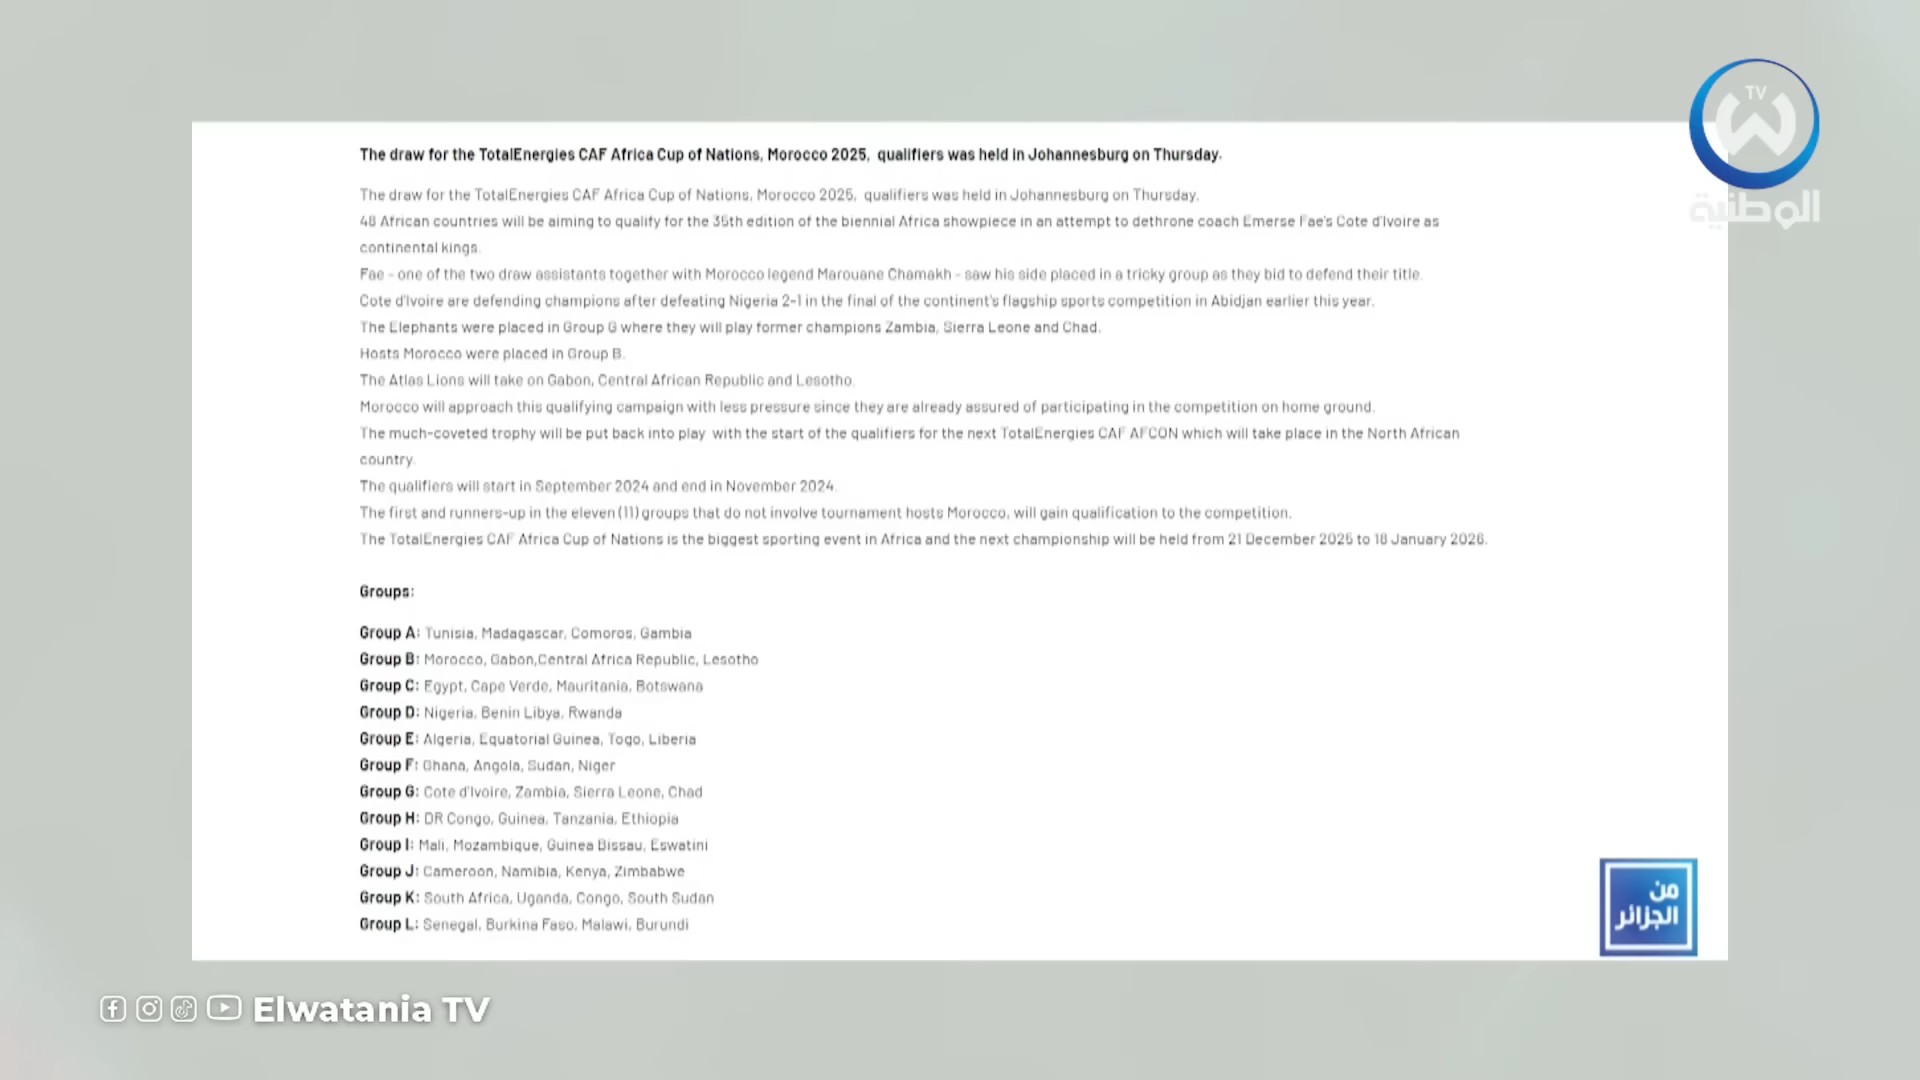 TV
الوطنية
The draw for the TotalEnergies CAF Africa Cup of Nations, Morocco 2025, qualifiers was held in Johannesburg on Thursday.
The draw for the TotalEnergies CAF Africa Cup of Nations, Morocco 2025, qualifiers was held in Johannesburg on Thursday.
48 African countries will be aiming to qualify for the 35th edition of the biennial Africa showpiece in an attempt to dethrone coach Emerse Fae's Cote d'Ivoire as
continental kings.
Fae - one of the two draw assistants together with Morocco legend Marouane Chamakh - saw his side placed in a tricky group as they bid to defend their title.
Cote d'Ivoire are defending champions after defeating Nigeria 2-1 in the final of the continent's flagship sports competition in Abidjan earlier this year.
The Elephants were placed in Group G where they will play former champions Zambia, Sierra Leone and Chad.
Hosts Morocco were placed in Group B.
The Atlas Lions will take on Gabon, Central African Republic and Lesotho.
Morocco will approach this qualifying campaign with less pressure since they are already assured of participating in the competition on home ground.
The much-coveted trophy will be put back into play with the start of the qualifiers for the next TotalEnergies CAF AFCON which will take place in the North African
country.
The qualifiers will start in September 2024 and end in November 2024.
The first and runners-up in the eleven (11) groups that do not involve tournament hosts Morocco, will gain qualification to the competition.
The TotalEnergies CAF Africa Cup of Nations is the biggest sporting event in Africa and the next championship will be held from 21 December 2025 to 18 January 2026.
Groups:
Group A: Tunisia, Madagascar, Comoros, Gambia
Group B: Morocco, Gabon,Central Africa Republic, Lesotho
Group C: Egypt, Cape Verde, Mauritania, Botswana
Group D: Nigeria, Benin Libya, Rwanda
Group E: Algeria, Equatorial Guinea, Togo, Liberia
Group F: Ghana, Angola, Sudan, Niger
Group G: Cote d'Ivoire, Zambia, Sierra Leone, Chad
Group H: DR Congo, Guinea, Tanzania, Ethiopia
Group I: Mali, Mozambique, Guinea Bissau, Eswatini
Group J: Cameroon, Namibia, Kenya, Zimbabwe
Group K: South Africa, Uganda, Congo, South Sudan
Group L: Senegal, Burkina Faso, Malawi, Burundi
من
الجزائر
Elwatania TV